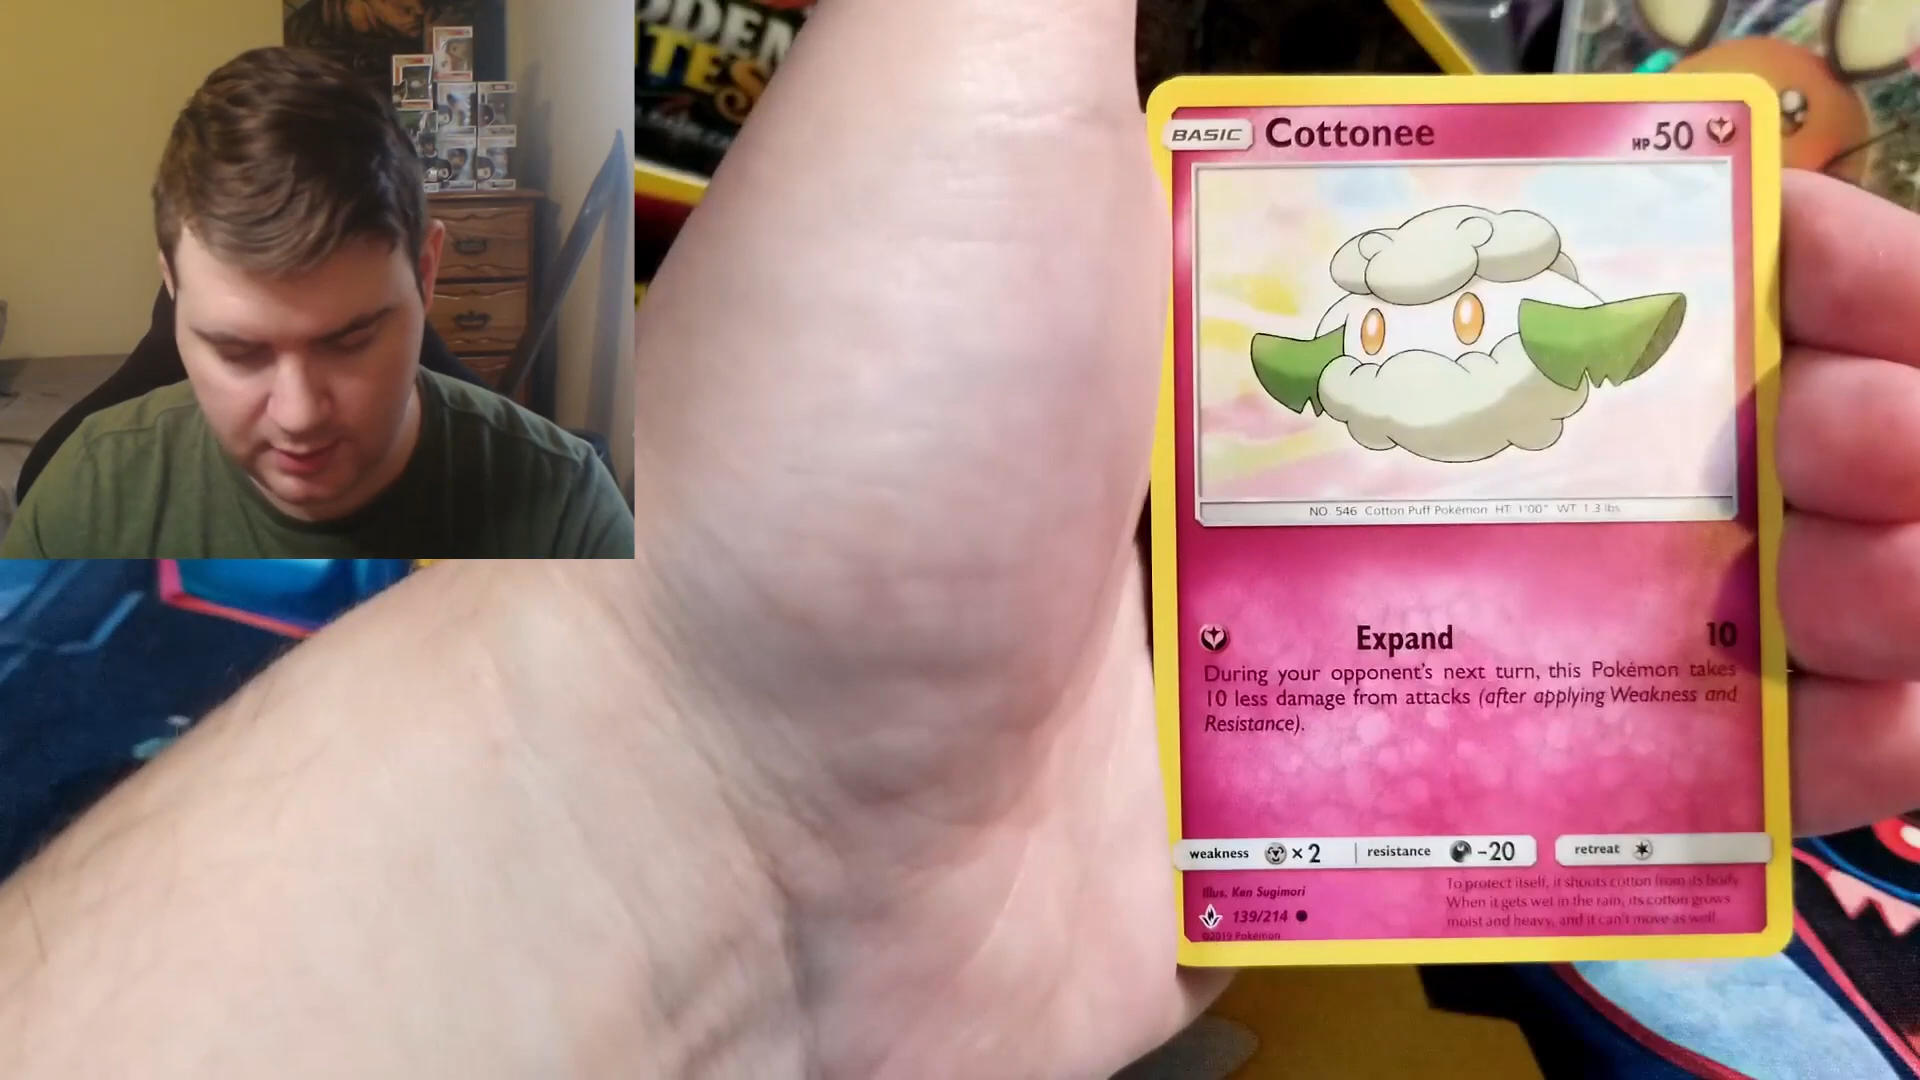 DDEN
TES
BASIC Cottonee HP 50
NO. 546 Cotton Puff Pokémon HT: 1'00" WT: 1.3 lbs.
Expand 10
During your opponent's next turn, this Pokémon takes
10 less damage from attacks (after applying Weakness and
Resistance).
weakness ×2 resistance -20 retreat
Illus. Ken Sugimori
139/214
©2019 Pokémon
To protect itself, it shoots cotton from its body.
When it gets wet in the rain, its cotton grows
moist and heavy, and it can't move as well.